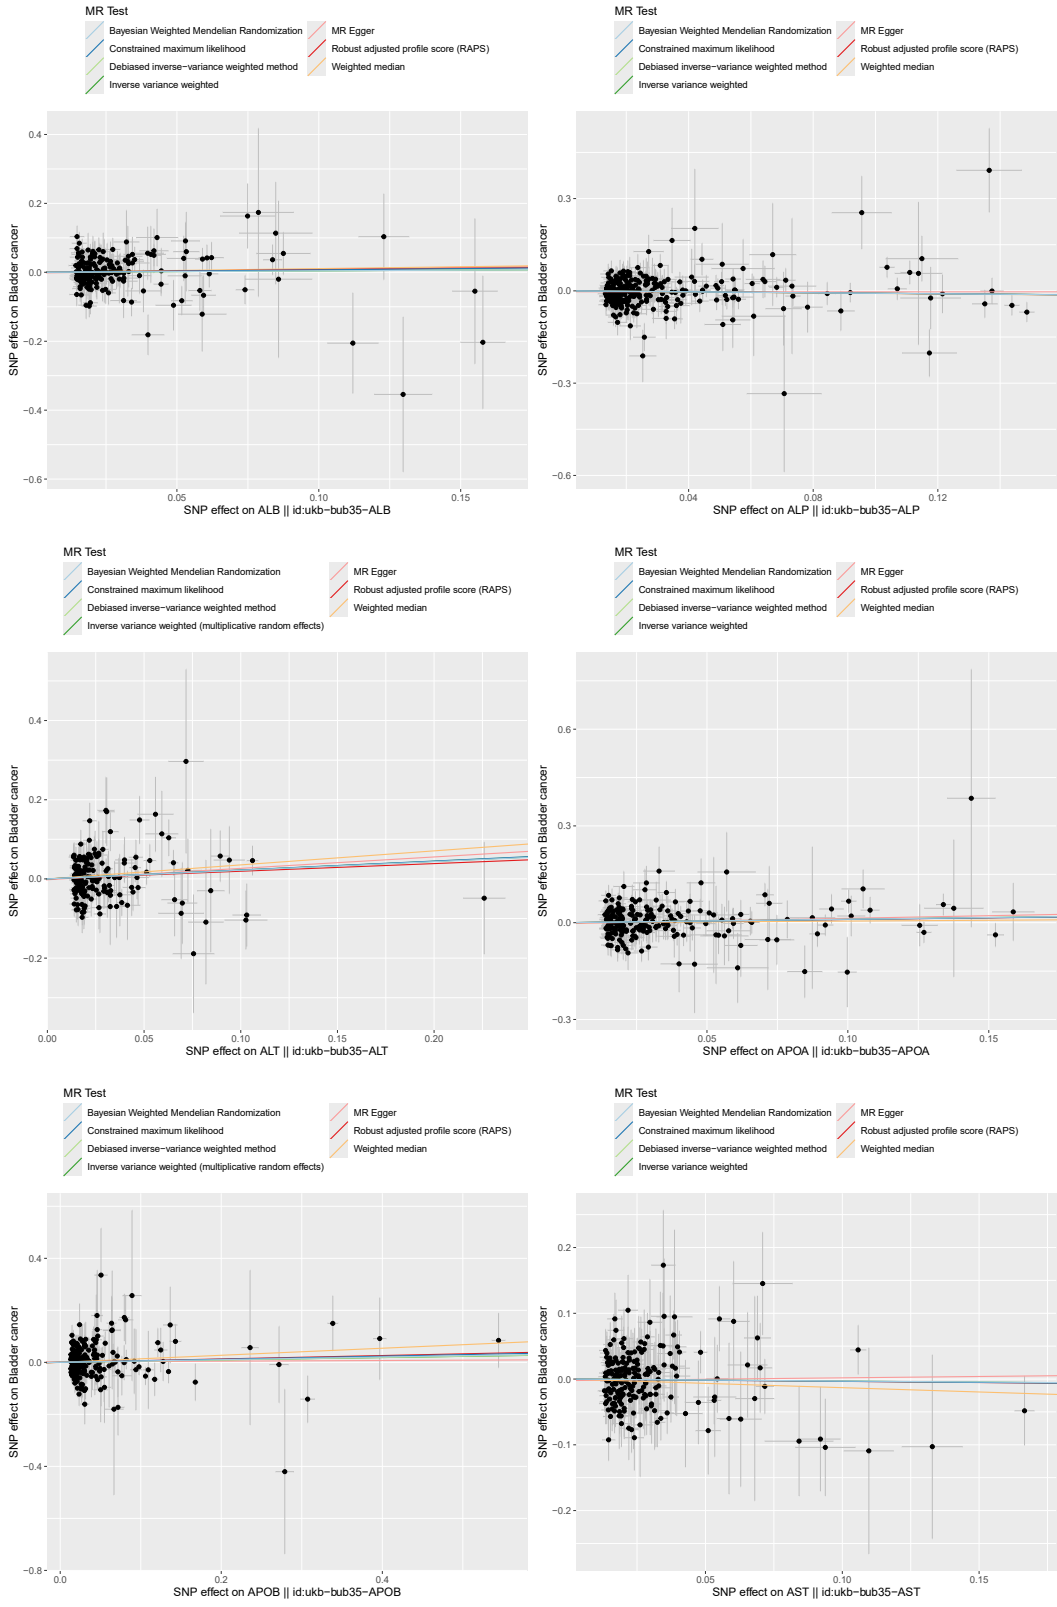 MR Test
Bayesian Weighted Mendelian Randomization
MR Egger
Constrained maximum likelihood
Robust adjusted profile score (RAPS)
Debiased inverse−variance weighted method
Weighted median
Inverse variance weighted
SNP effect on Bladder cancer
0.4
0.2
0.0
−0.2
−0.4
−0.6
0.05
0.10
0.15
SNP effect on ALB || id:ukb−bub35−ALB
MR Test
Bayesian Weighted Mendelian Randomization
MR Egger
Constrained maximum likelihood
Robust adjusted profile score (RAPS)
Debiased inverse−variance weighted method
Weighted median
Inverse variance weighted
SNP effect on Bladder cancer
0.3
0.0
−0.3
−0.6
0.04
0.08
0.12
SNP effect on ALP || id:ukb−bub35−ALP
MR Test
Bayesian Weighted Mendelian Randomization
MR Egger
Constrained maximum likelihood
Robust adjusted profile score (RAPS)
Debiased inverse−variance weighted method
Weighted median
Inverse variance weighted (multiplicative random effects)
SNP effect on Bladder cancer
0.4
0.2
0.0
−0.2
0.00
0.05
0.10
0.15
0.20
SNP effect on ALT || id:ukb−bub35−ALT
MR Test
Bayesian Weighted Mendelian Randomization
MR Egger
Constrained maximum likelihood
Robust adjusted profile score (RAPS)
Debiased inverse−variance weighted method
Weighted median
Inverse variance weighted
SNP effect on Bladder cancer
0.6
0.3
0.0
−0.3
0.05
0.10
0.15
SNP effect on APOA || id:ukb−bub35−APOA
MR Test
Bayesian Weighted Mendelian Randomization
MR Egger
Constrained maximum likelihood
Robust adjusted profile score (RAPS)
Debiased inverse−variance weighted method
Weighted median
Inverse variance weighted (multiplicative random effects)
SNP effect on Bladder cancer
0.4
0.0
−0.4
−0.8
0.0
0.2
0.4
SNP effect on APOB || id:ukb−bub35−APOB
MR Test
Bayesian Weighted Mendelian Randomization
MR Egger
Constrained maximum likelihood
Robust adjusted profile score (RAPS)
Debiased inverse−variance weighted method
Weighted median
Inverse variance weighted
SNP effect on Bladder cancer
0.2
0.1
0.0
−0.1
−0.2
0.05
0.10
0.15
SNP effect on AST || id:ukb−bub35−AST